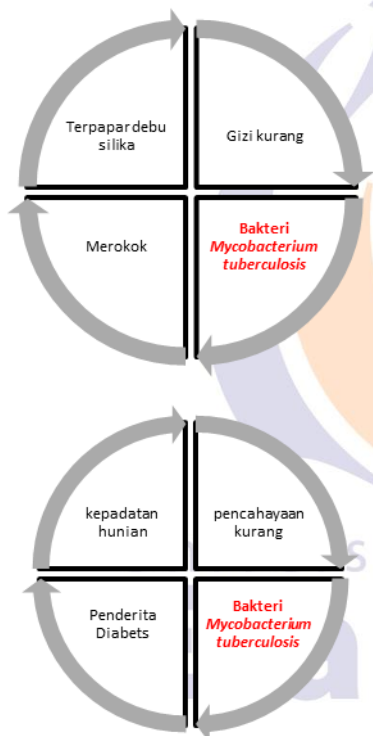 Terpapar debu
silika
Gizi kurang
Merokok
Bakteri
Mycobacterium
tuberculosis
kepadatan
hunian
pencahayaan
kurang
Penderita
Diabets
Bakteri
Mycobacterium
tuberculosis